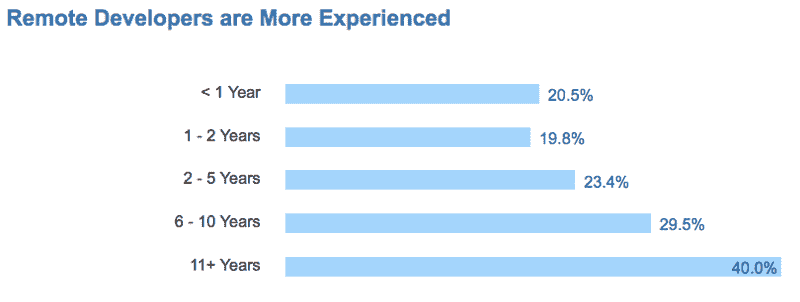 Remote Developers are More Experienced
< 1 Year 20.5%
1 - 2 Years 19.8%
2 - 5 Years 23.4%
6 - 10 Years 29.5%
11+ Years 40.0%